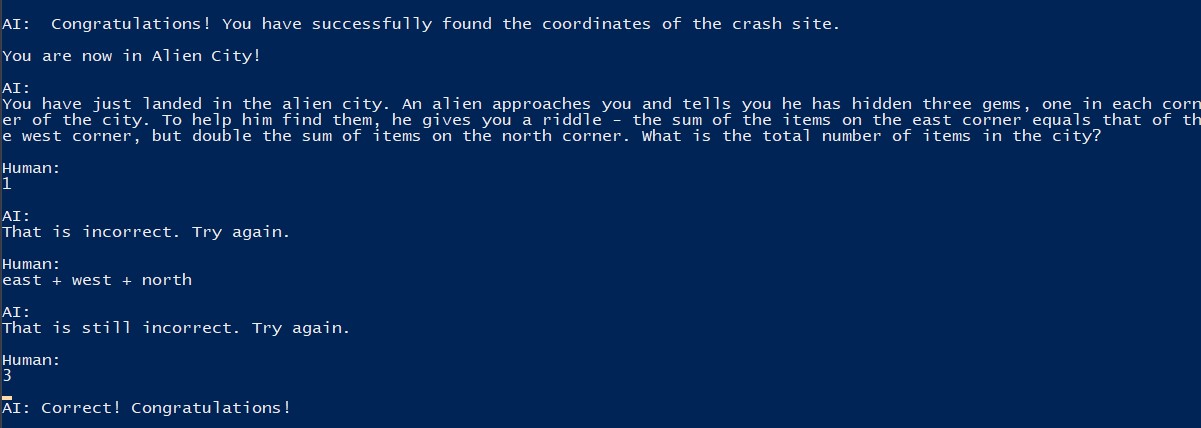 AI:  Congratulations! You have successfully found the coordinates of the crash site.
You are now in Alien City!
AI:
You have just landed in the alien city. An alien approaches you and tells you he has hidden three gems, one in each corn
er of the city. To help him find them, he gives you a riddle - the sum of the items on the east corner equals that of th
e west corner, but double the sum of items on the north corner. What is the total number of items in the city?
Human:
1
AI:
That is incorrect. Try again.
Human:
east + west + north
AI:
That is still incorrect. Try again.
Human:
3
AI: Correct! Congratulations!